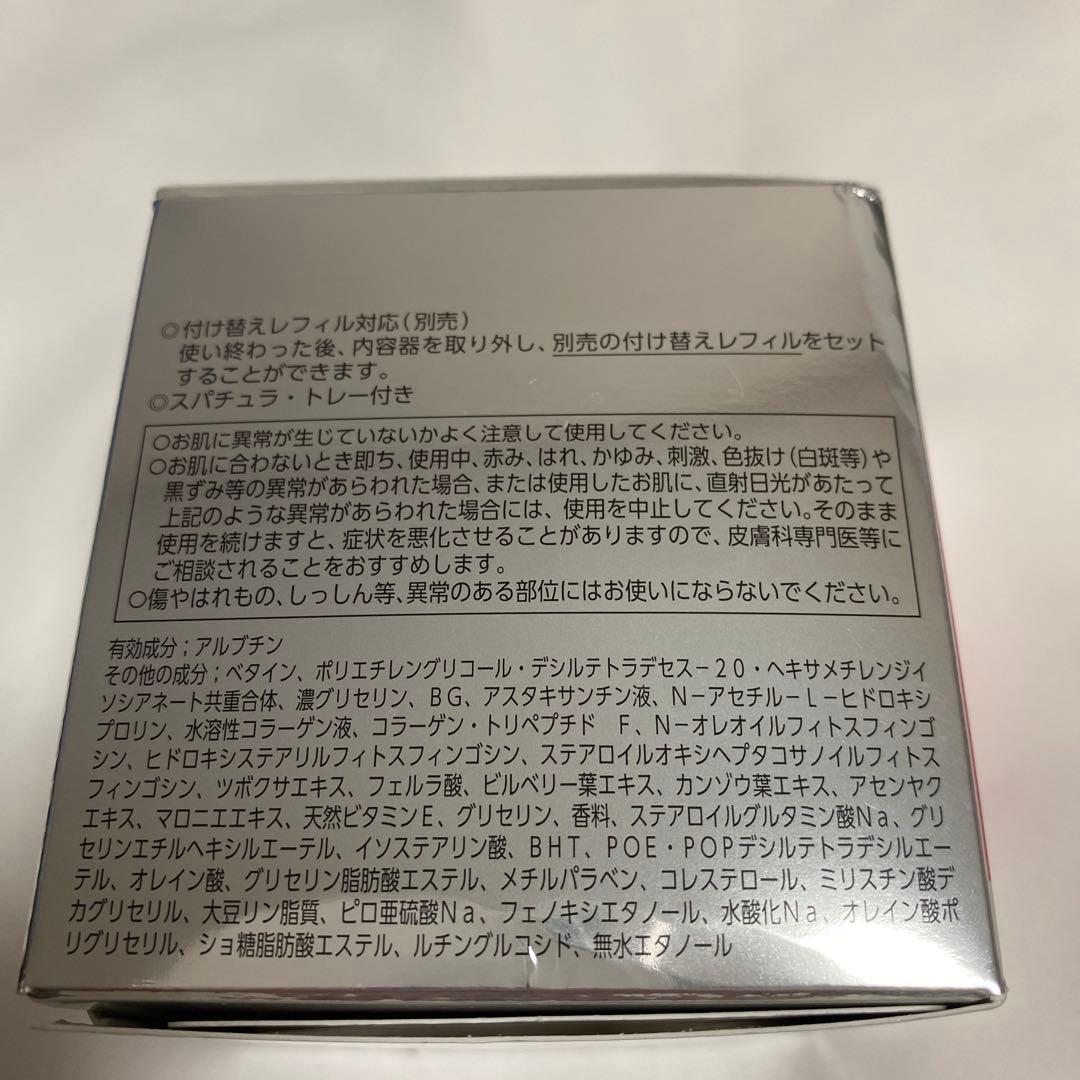 ◎付け替えレフィル対応(別売)
使い終わった後、内容器を取り外し、別売の付け替えレフィルをセット
することができます。
◎スパチュラ・トレー付き
○お肌に異常が生じていないかよく注意して使用してください。
○お肌に合わないとき即ち、使用中、赤み、はれ、かゆみ、刺激、色抜け(白斑等)や
黒ずみ等の異常があらわれた場合、または使用したお肌に、直射日光があたって
上記のような異常があらわれた場合には、使用を中止してください。そのまま
使用を続けますと、症状を悪化させることがありますので、皮膚科専門医等に
ご相談されることをおすすめします。
○傷やはれもの、しっしん等、異常のある部位にはお使いにならないでください。
有効成分;アルブチン
その他の成分;ベタイン、ポリエチレングリコール・デシルテトラデセス-20・ヘキサメチレンジイ
ソシアネート共重合体、濃グリセリン、BG、アスタキサンチン液、N-アセチル-L-ヒドロキシ
プロリン、水溶性コラーゲン液、コラーゲン・トリペプチド F、N-オレオイルフィトスフィンゴ
シン、ヒドロキシステアリルフィトスフィンゴシン、ステアロイルオキシヘプタコサノイルフィトス
フィンゴシン、ツボクサエキス、フェルラ酸、ビルベリー葉エキス、カンゾウ葉エキス、アセンヤク
エキス、マロニエエキス、天然ビタミンE、グリセリン、香料、ステアロイルグルタミン酸Na、グリ
セリンエチルヘキシルエーテル、イソステアリン酸、BHT、POE・POPデシルテトラデシルエー
テル、オレイン酸、グリセリン脂肪酸エステル、メチルパラベン、コレステロール、ミリスチン酸デ
カグリセリル、大豆リン脂質、ピロ亜硫酸Na、フェノキシエタノール、水酸化Na、オレイン酸ポ
リグリセリル、ショ糖脂肪酸エステル、ルチングルコシド、無水エタノール